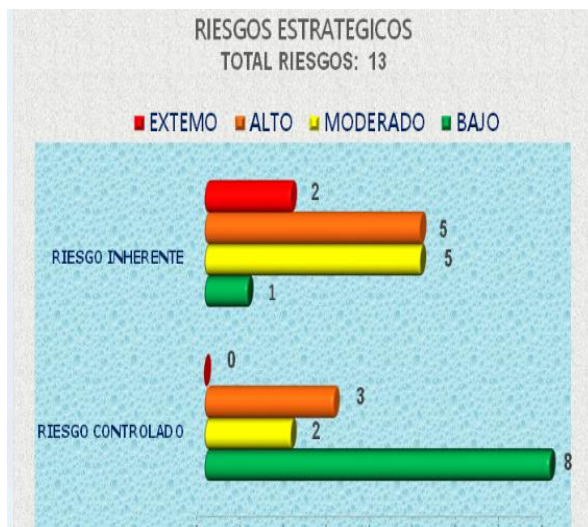 RIESGOS ESTRATEGICOS
TOTAL RIESGOS: 13
EXTEMO ALTO MODERADO BAJO
2
5
RIESGO INHERENTE
5
1
0
3
RIESGO CONTROLADO
2
8